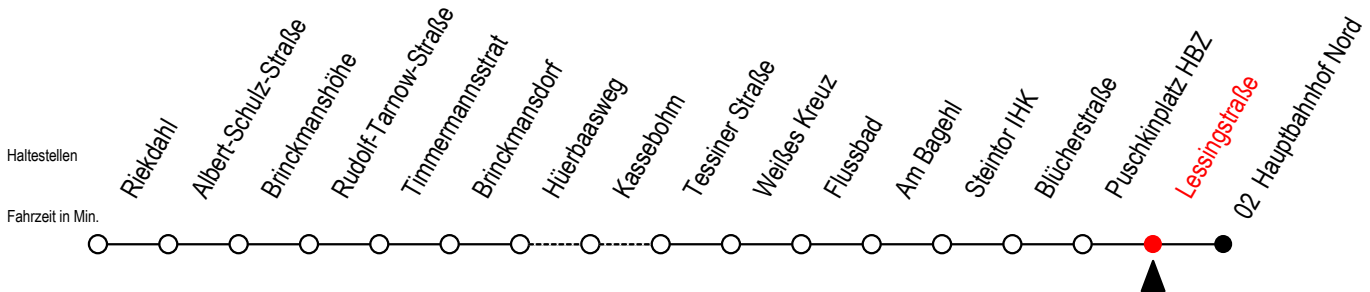 Haltestellen
Fahrzeit in Min.
Riekdahl
Albert-Schulz-Straße
Brinckmanshöhe
Rudolf-Tarnow-Straße
Timmermannsstrat
Brinckmansdorf
Hüerbaasweg
Kassebohm
Tessiner Straße
Weißes Kreuz
Flussbad
Am Bagehl
Steintor IHK
Blücherstraße
Puschkinplatz HBZ
Lessingstraße
02 Hauptbahnhof Nord